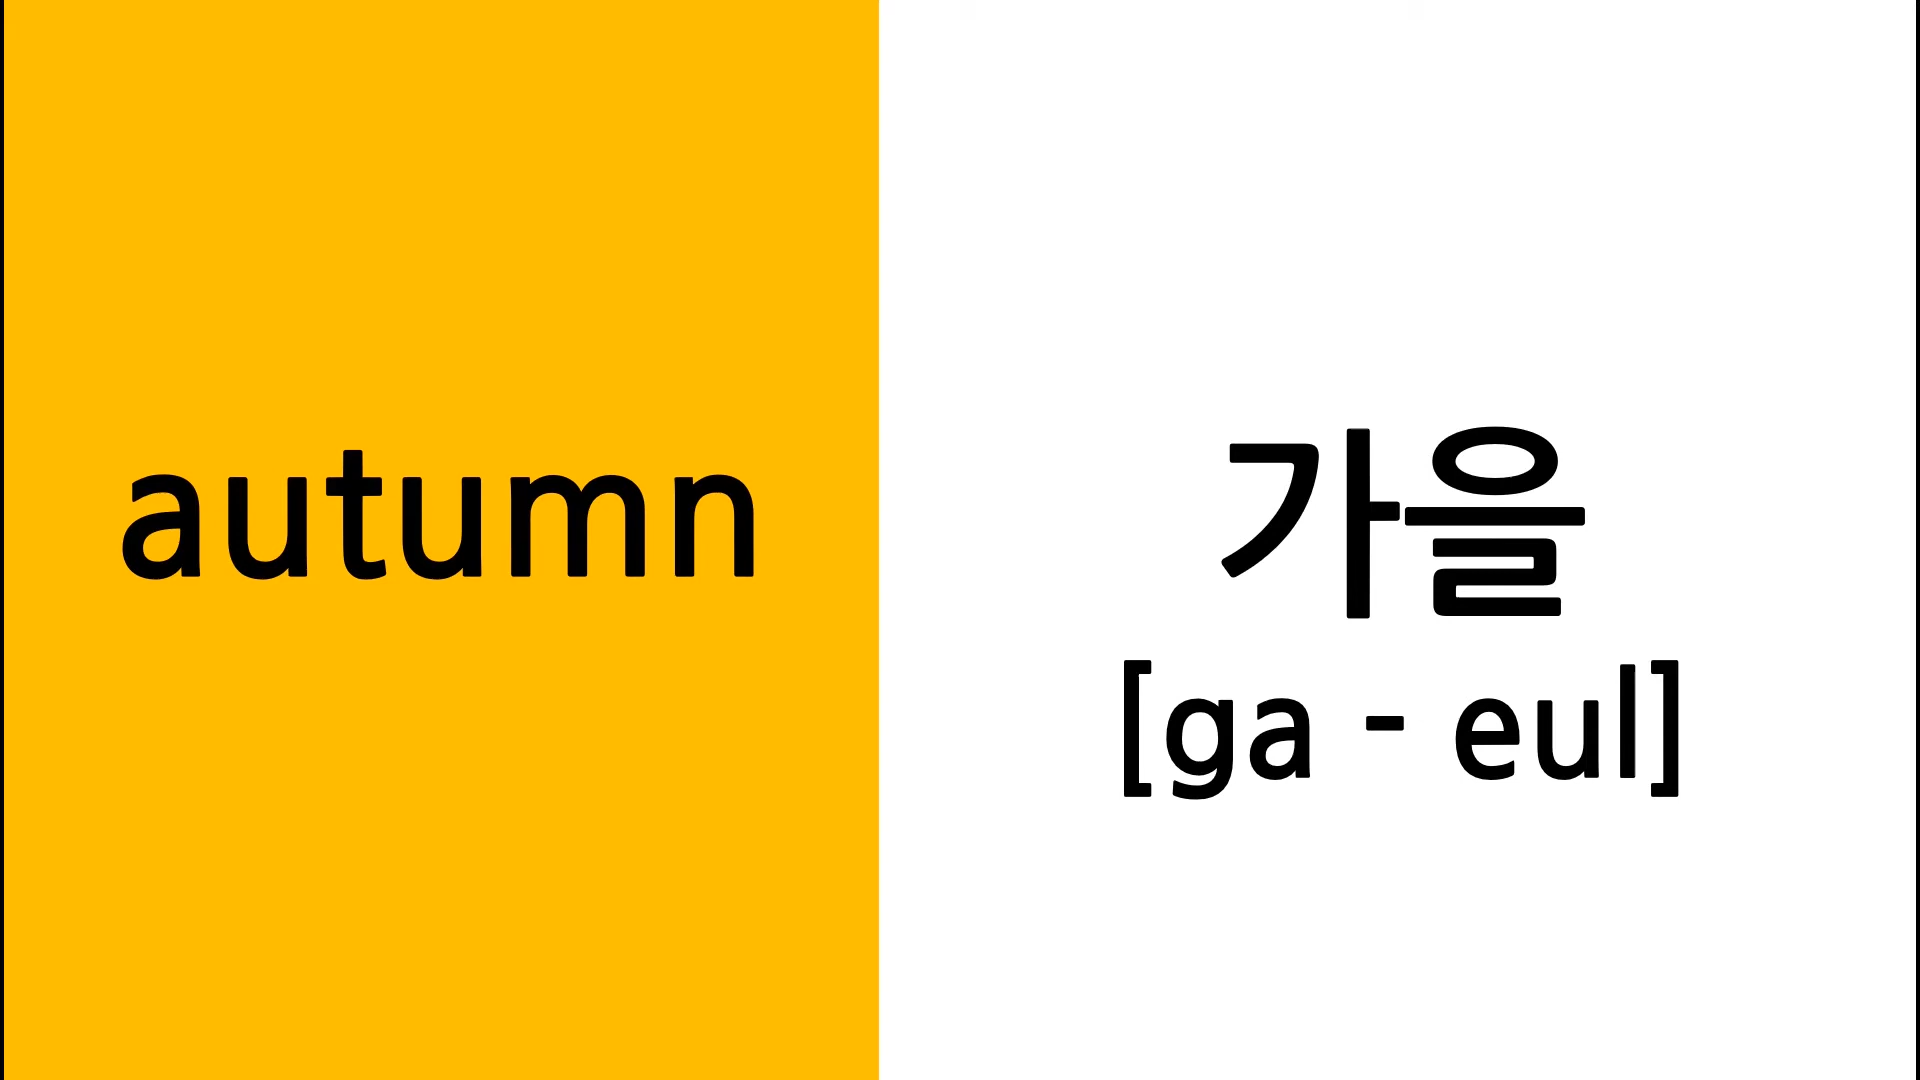 autumn
가을
[ga - eul]